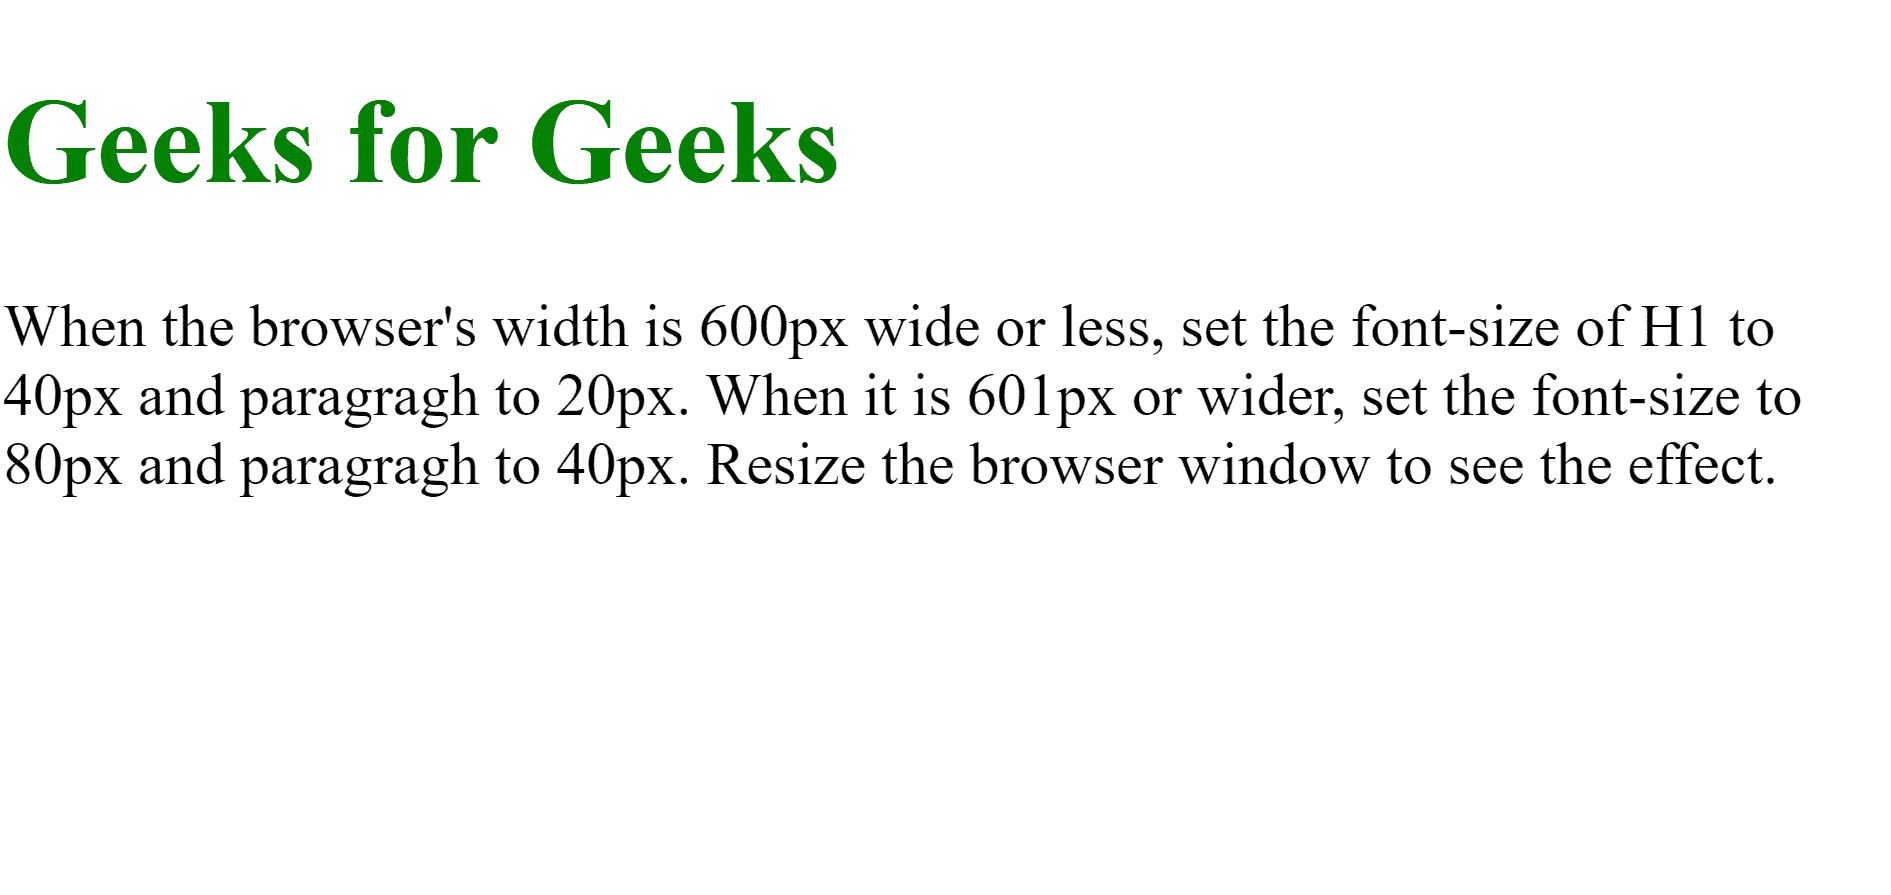 Geeks for Geeks
When the browser's width is 600px wide or less, set the font-size of H1 to
40px and paragragh to 20px. When it is 601px or wider, set the font-size to
80px and paragragh to 40px. Resize the browser window to see the effect.